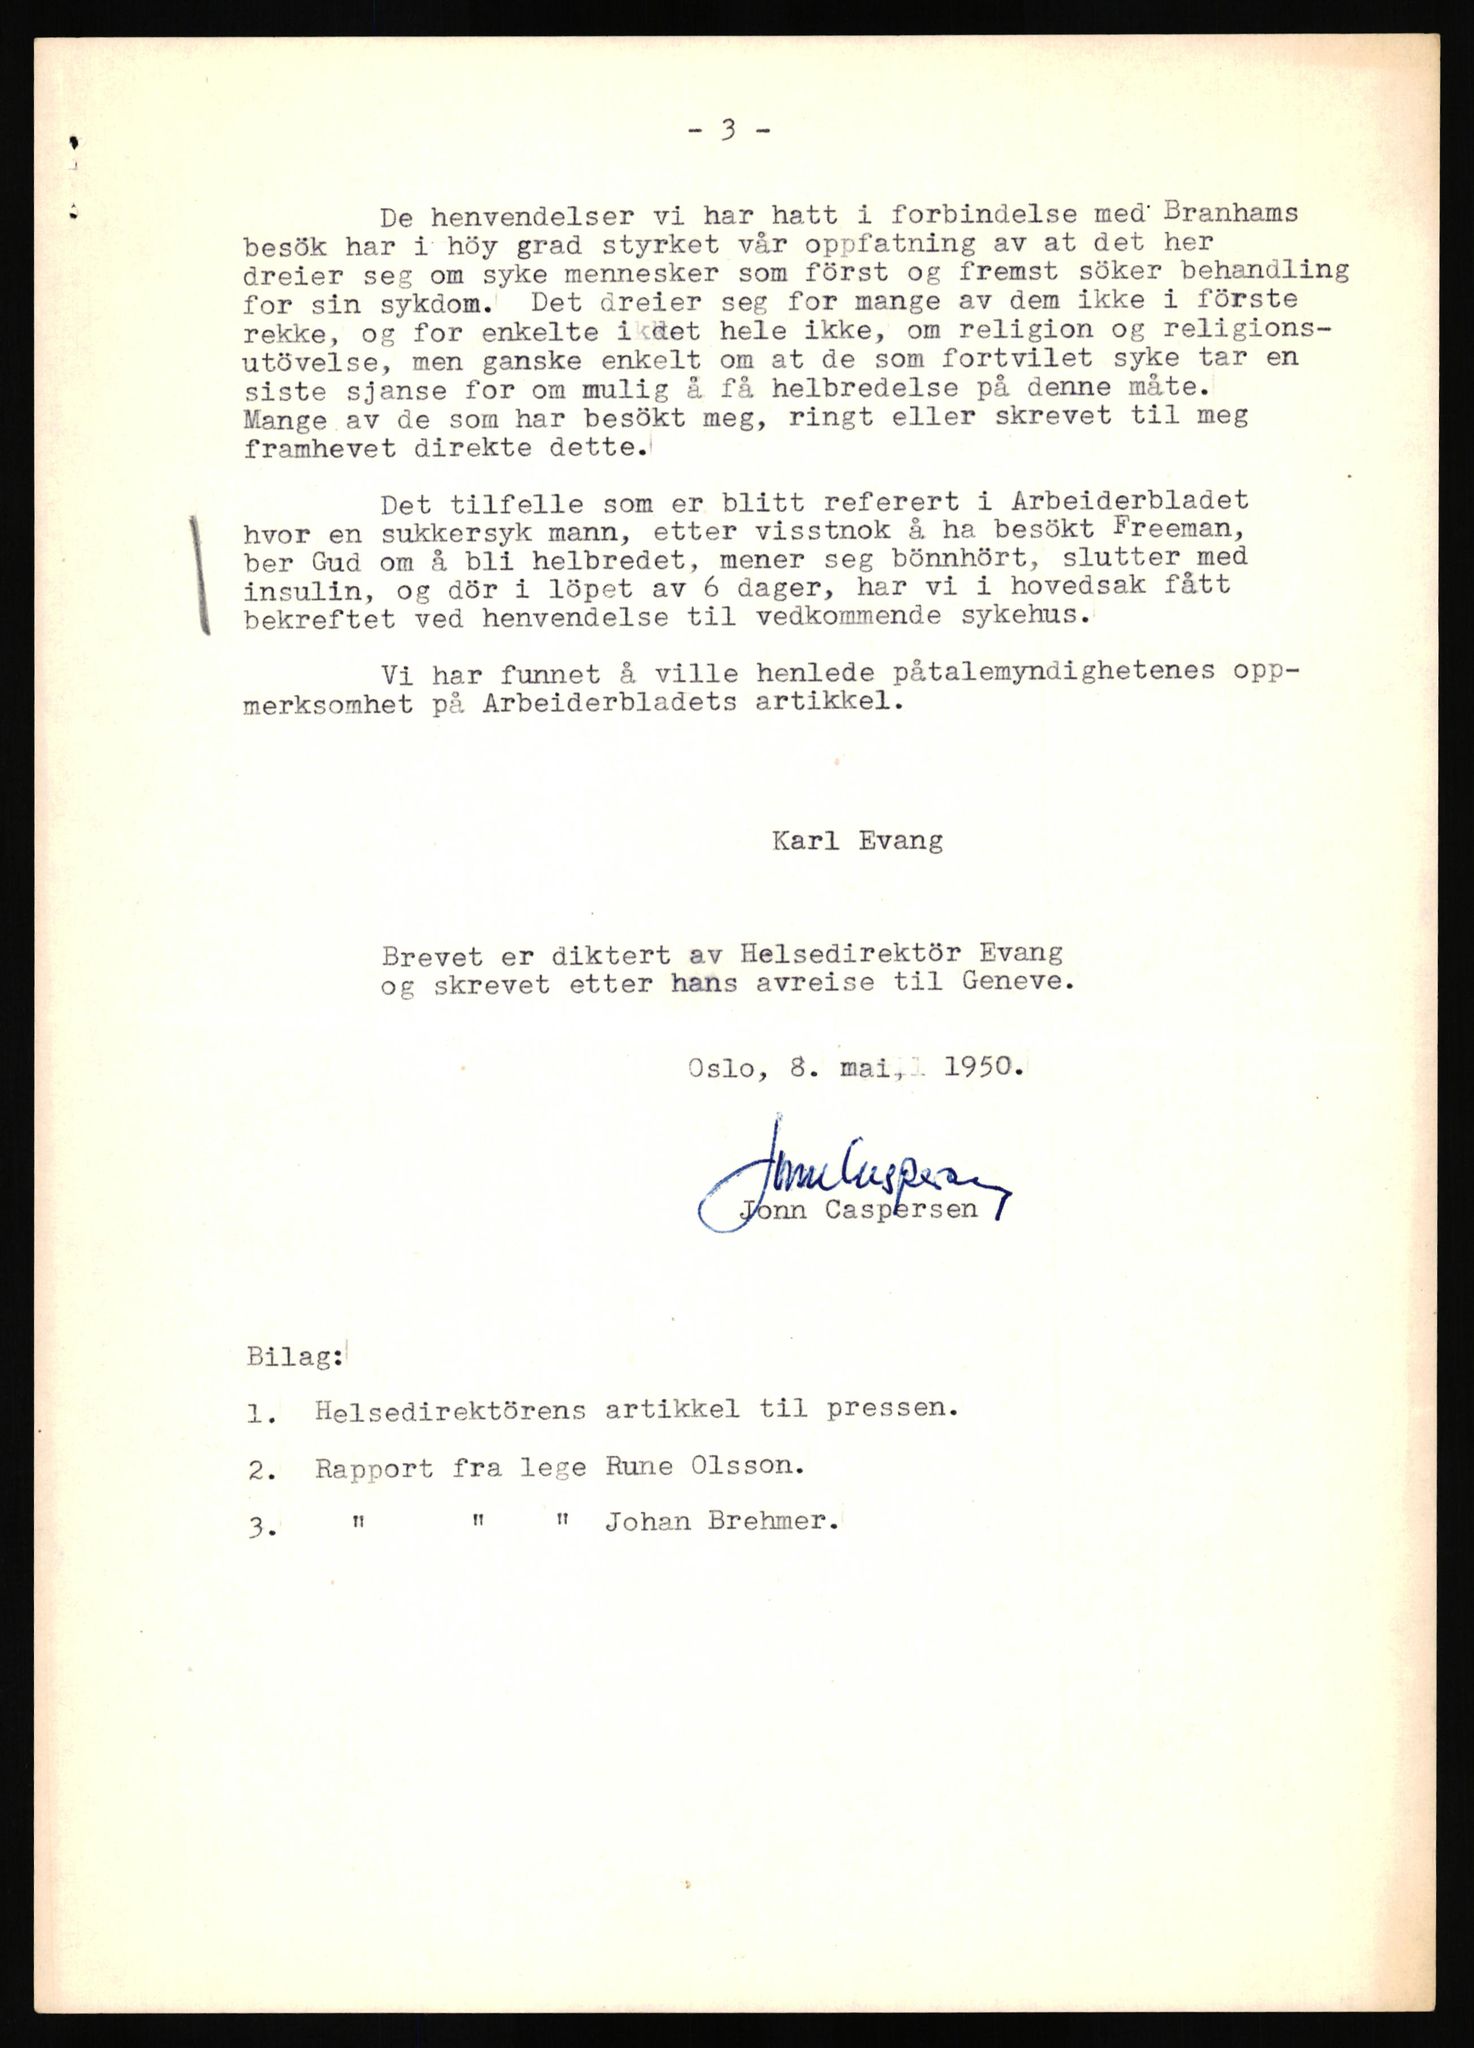 - 3 -
De henvendelser vi har hatt i forbindelse med Branhams
besök har i höy grad styrket vår oppfatning av at det her
dreier seg om syke mennesker som först og fremst söker behandling
for sin sykdom. Det dreier seg for mange av dem ikke i förste
rekke, og for enkelte i det hele ikke, om religion og religions-
utövelse, men ganske enkelt om at de som fortvilet syke tar en
siste sjanse for om mulig å få helbredelse på denne måte.
Mange av de som har besökt meg, ringt eller skrevet til meg
framhevet direkte dette.
Det tilfelle som er blitt referert i Arbeiderbladet
hvor en sukkersyk mann, etter visstnok å ha besökt Freeman,
ber Gud om å bli helbredet, mener seg bönnhört, slutter med
insulin, og dör i löpet av 6 dager, har vi i hovedsak fått
bekreftet ved henvendelse til vedkommende sykehus.
Vi har funnet å ville henlede påtalemyndighetenes opp-
merksomhet på Arbeiderbladets artikkel.
Karl Evang
Brevet er diktert av Helsedirektör Evang
og skrevet etter hans avreise til Geneve.
Oslo, 8. mai, 1950.
Jonn Caspersen
Jonn Caspersen
Bilag:
1. Helsedirektörens artikkel til pressen.
2. Rapport fra lege Rune Olsson.
3. " " " Johan Brehmer.